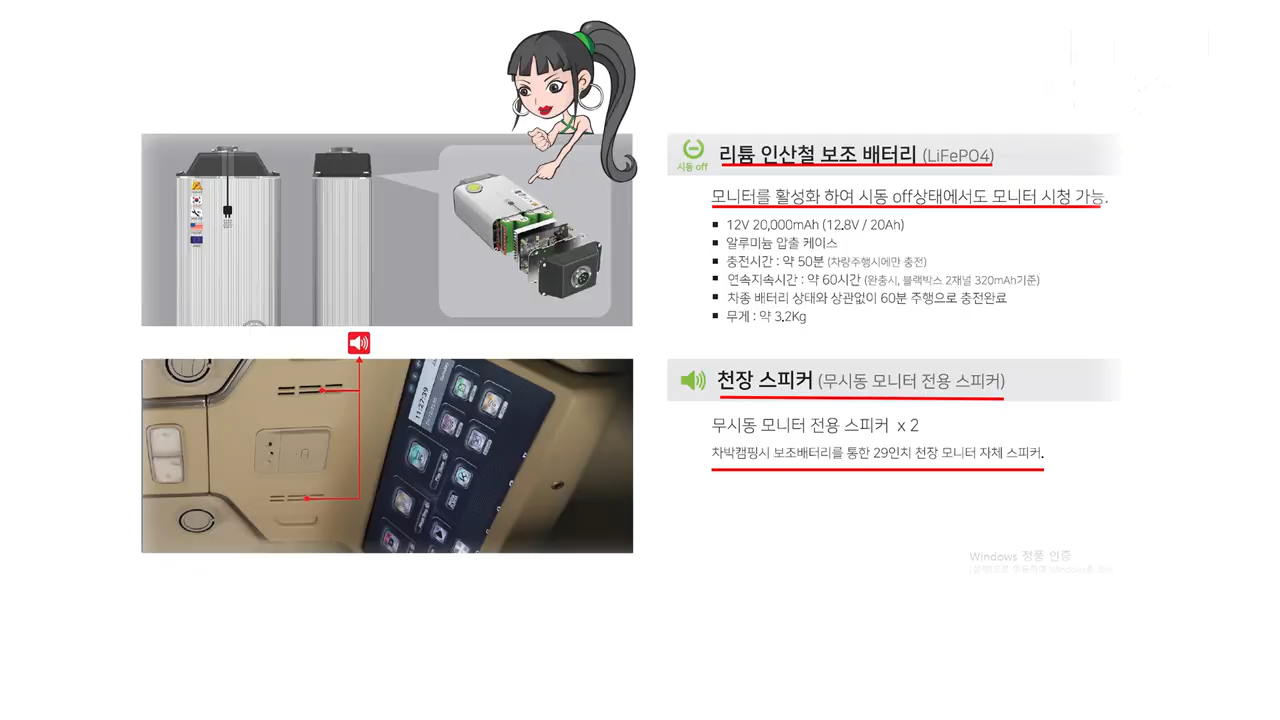 시동 off
리튬 인산철 보조 배터리 (LiFePO4)
모니터를 활성화 하여 시동 off상태에서도 모니터 시청 가능.
■ 12V 20,000mAh (12.8V / 20Ah)
■ 알루미늄 압출 케이스
■ 충전시간 : 약 50분 (차량주행시에만 충전)
■ 연속지속시간 : 약 60시간 (완충시, 블랙박스 2채널 320mAh기준)
■ 차종 배터리 상태와 상관없이 60분 주행으로 충전완료
■ 무게 : 약 3.2Kg
천장 스피커 (무시동 모니터 전용 스피커)
무시동 모니터 전용 스피커 x 2
차박캠핑시 보조배터리를 통한 29인치 천장 모니터 자체 스피커.
11:27:39
Windows 정품 인증